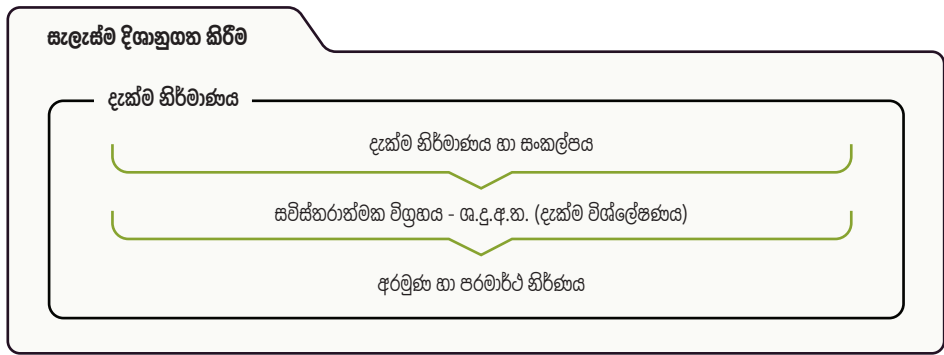 සැලැස්ම දිශානුගත කිරීම
දැක්ම නිර්මාණය
දැක්ම නිර්මාණය හා සංකල්පය
සවිස්තරාත්මක විග්‍රහය - ශ.දු.අ.ත. (දැක්ම විශ්ලේෂණය)
අරමුණ හා පරමාර්ථ නිර්ණය